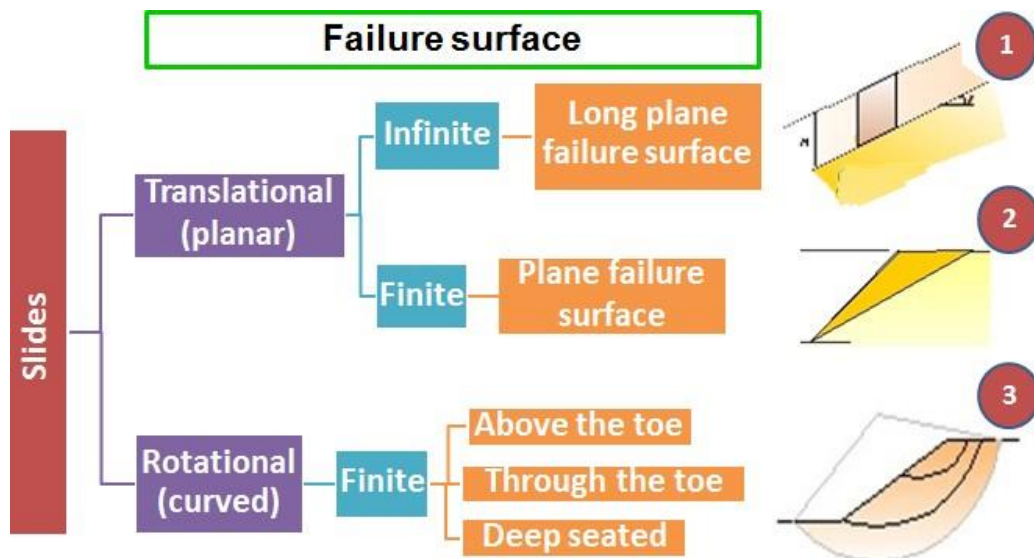 Failure surface
Slides
Translational
(planar)
Infinite
Long plane
failure surface
Finite
Plane failure
surface
Rotational
(curved)
Finite
Above the toe
Through the toe
Deep seated
1
2
3